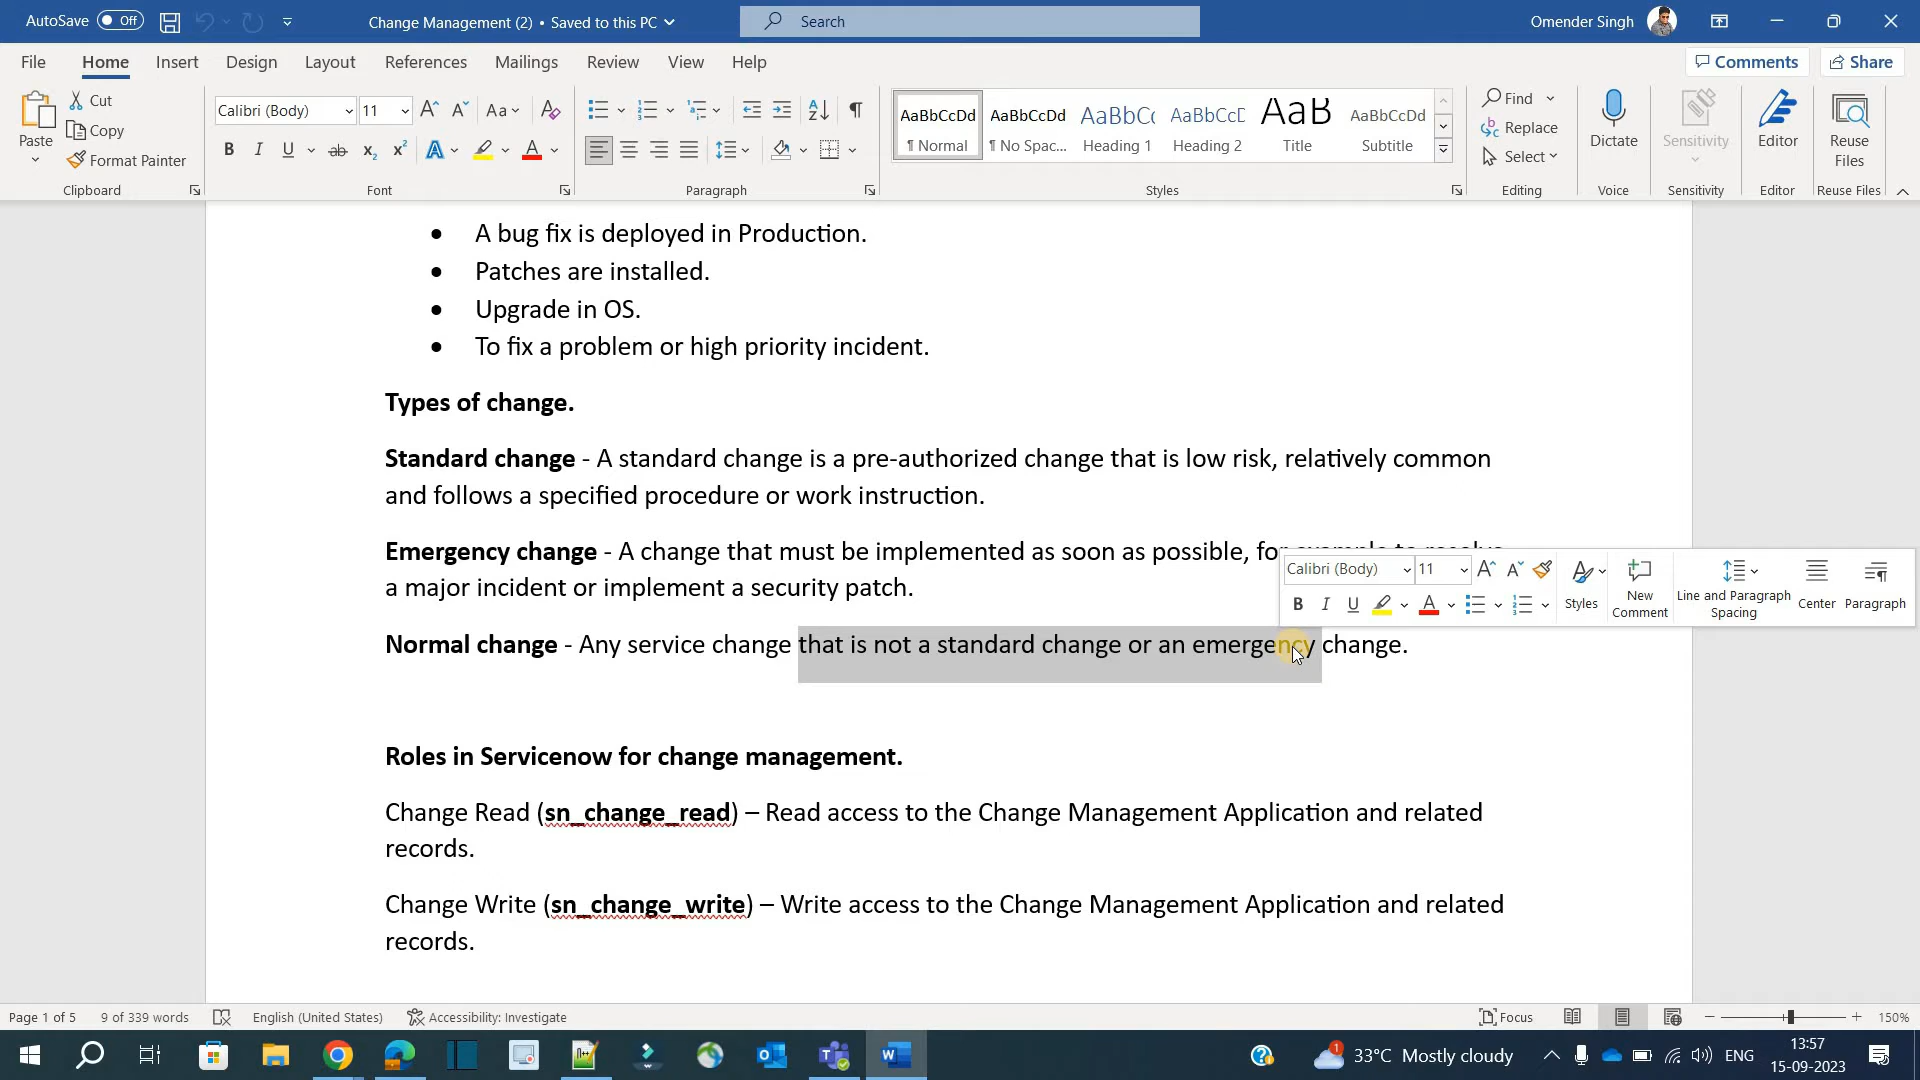 AutoSave Off Change Management (2) • Saved to this PC Search Omender Singh
File Home Insert Design Layout References Mailings Review View Help Comments Share
Paste Cut Copy Format Painter Clipboard
Calibri (Body) 11 Aa Font
Paragraph
AaBbCcDd AaBbCcDd AaBbCc AaBbCcD AaB AaBbCcDd
¶ Normal ¶ No Spac... Heading 1 Heading 2 Title Subtitle
Styles
Find Replace Select Editing
Dictate Voice
Sensitivity Sensitivity
Editor Editor
Reuse Files Reuse Files
• A bug fix is deployed in Production.
• Patches are installed.
• Upgrade in OS.
• To fix a problem or high priority incident.
Types of change.
Standard change - A standard change is a pre-authorized change that is low risk, relatively common
and follows a specified procedure or work instruction.
Emergency change - A change that must be implemented as soon as possible, for example to resolve
a major incident or implement a security patch.
Calibri (Body) 11 Styles New Comment Line and Paragraph Spacing Center Paragraph
Normal change - Any service change that is not a standard change or an emergency change.
Roles in Servicenow for change management.
Change Read (sn_change_read) – Read access to the Change Management Application and related
records.
Change Write (sn_change_write) – Write access to the Change Management Application and related
records.
Page 1 of 5 9 of 339 words English (United States) Accessibility: Investigate Focus 150%
33°C Mostly cloudy ENG 13:57
15-09-2023